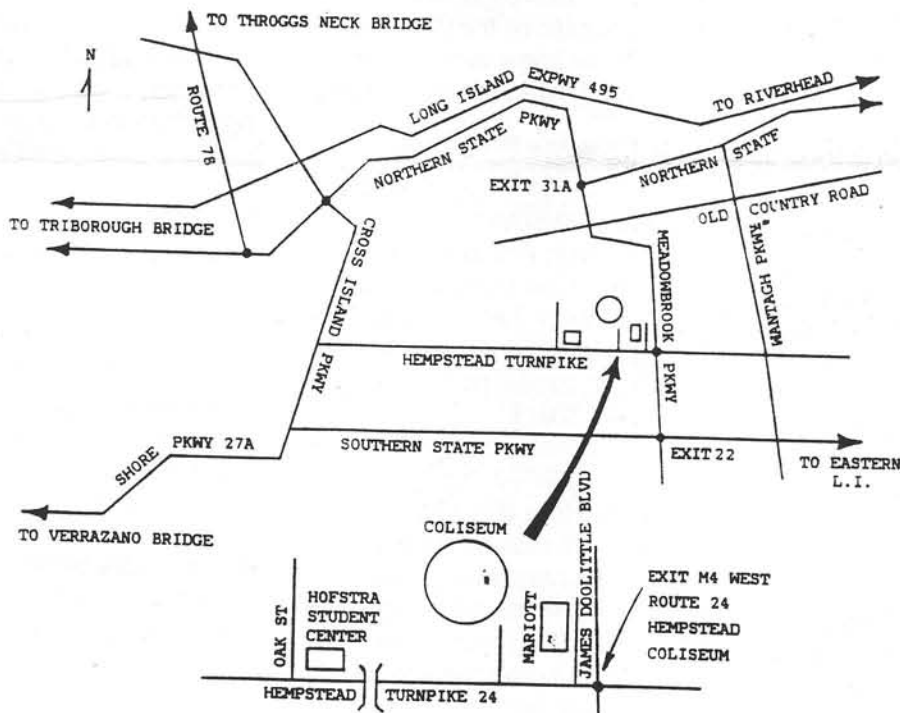 TO THROGGS NECK BRIDGE
N
ROUTE 78
LONG ISLAND EXPWY 495
TO RIVERHEAD
NORTHERN STATE PKWY
EXIT 31A
NORTHERN STATE
OLD COUNTRY ROAD
TO TRIBOROUGH BRIDGE
CROSS ISLAND PKWY
MEADOWBROOK PKWY
WANTAGH PKWY
HEMPSTEAD TURNPIKE
SOUTHERN STATE PKWY
EXIT 22
TO EASTERN
L.I.
SHORE PKWY 27A
TO VERRAZANO BRIDGE
COLISEUM
OAK ST
HOFSTRA
STUDENT
CENTER
MARIOTT
JAMES DOOLITTLE BLVD
EXIT M4 WEST
ROUTE 24
HEMPSTEAD
COLISEUM
HEMPSTEAD TURNPIKE 24